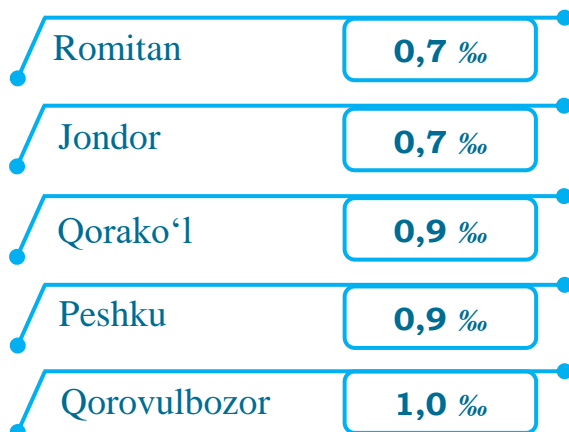 Romitan 0,7 ‰
Jondor 0,7 ‰
Qorako‘l 0,9 ‰
Peshku 0,9 ‰
Qorovulbozor 1,0 ‰